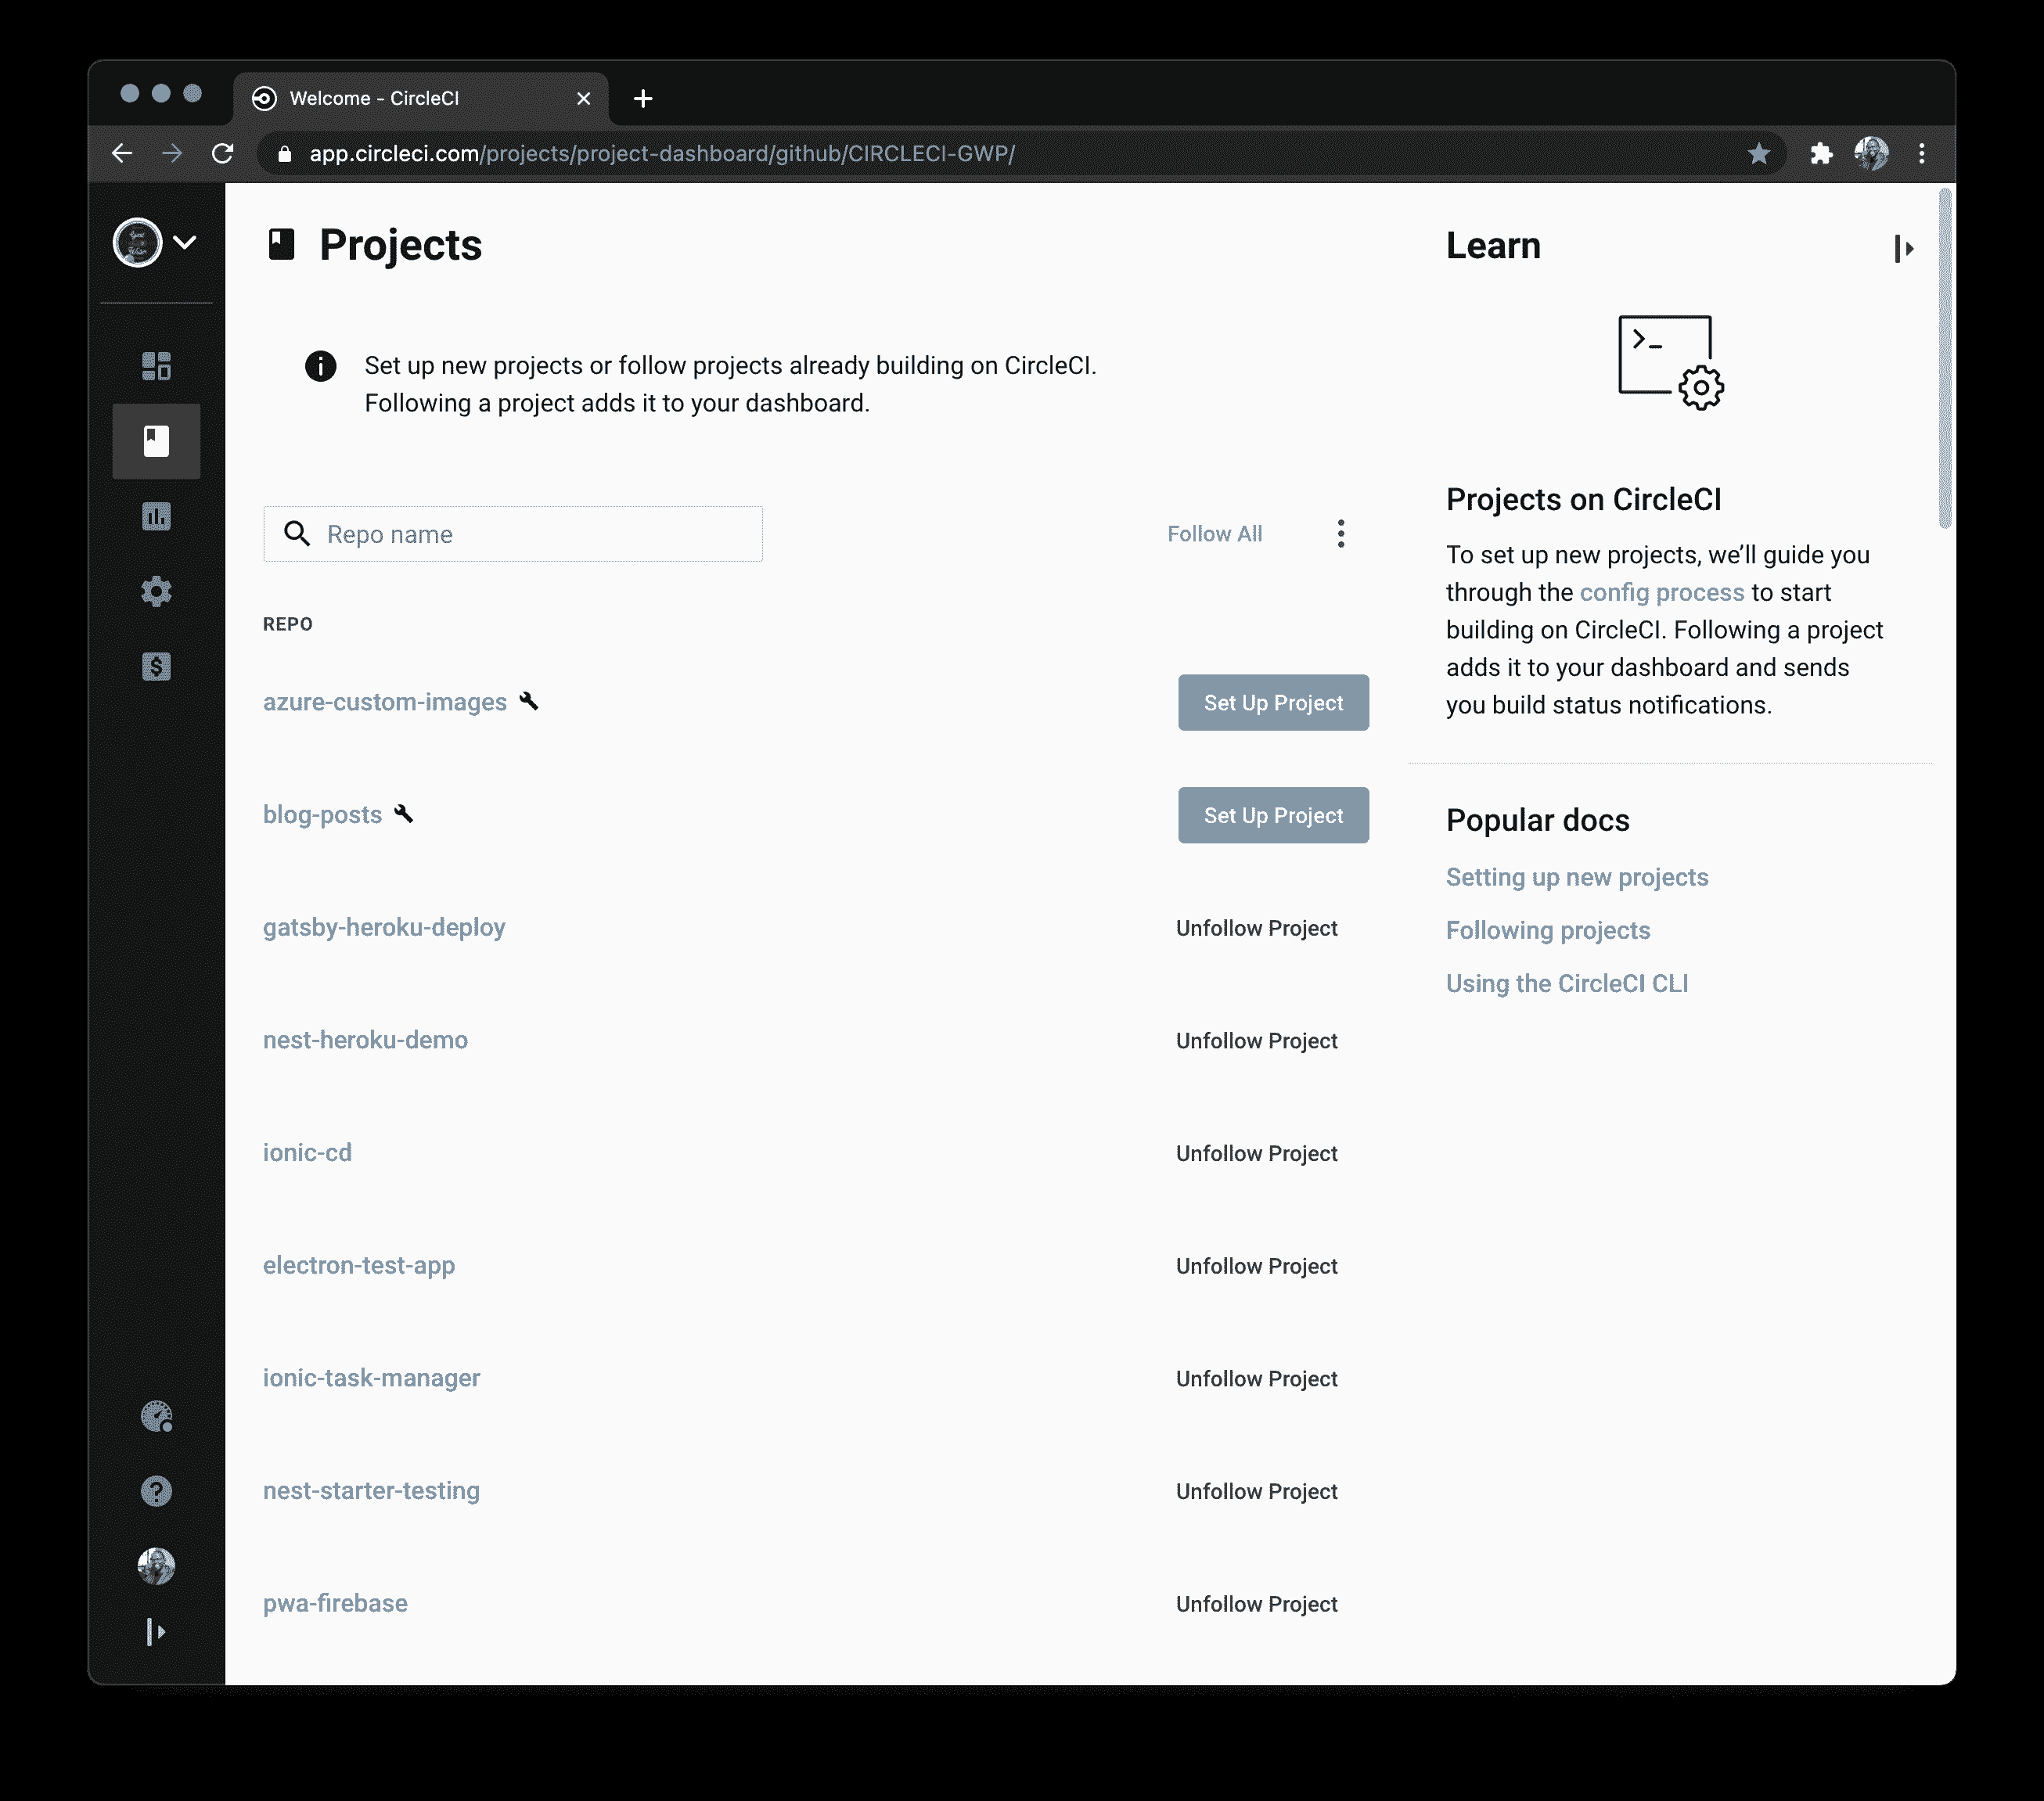 Welcome - CircleCI
app.circleci.com/projects/project-dashboard/github/CIRCLECI-GWP/
Projects
Set up new projects or follow projects already building on CircleCI.
Following a project adds it to your dashboard.
Repo name
Follow All
REPO
azure-custom-images
Set Up Project
blog-posts
Set Up Project
gatsby-heroku-deploy
Unfollow Project
nest-heroku-demo
Unfollow Project
ionic-cd
Unfollow Project
electron-test-app
Unfollow Project
ionic-task-manager
Unfollow Project
nest-starter-testing
Unfollow Project
pwa-firebase
Unfollow Project
Learn
Projects on CircleCI
To set up new projects, we’ll guide you
through the config process to start
building on CircleCI. Following a project
adds it to your dashboard and sends
you build status notifications.
Popular docs
Setting up new projects
Following projects
Using the CircleCI CLI